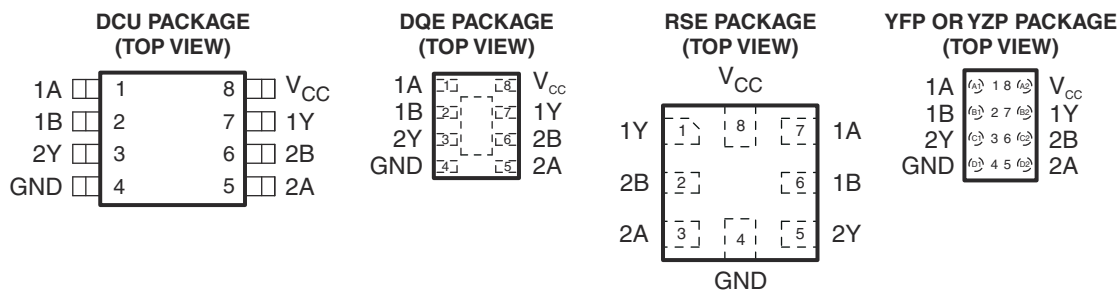 DCU PACKAGE
(TOP VIEW)
1A 1 8 VCC
1B 2 7 1Y
2Y 3 6 2B
GND 4 5 2A
DQE PACKAGE
(TOP VIEW)
1A 1 8 VCC
1B 2 7 1Y
2Y 3 6 2B
GND 4 5 2A
RSE PACKAGE
(TOP VIEW)
VCC
1Y 1 8 7 1A
2B 2 6 1B
2A 3 4 5 2Y
GND
YFP OR YZP PACKAGE
(TOP VIEW)
1A A1 1 8 A2 VCC
1B B1 2 7 B2 1Y
2Y C1 3 6 C2 2B
GND D1 4 5 D2 2A